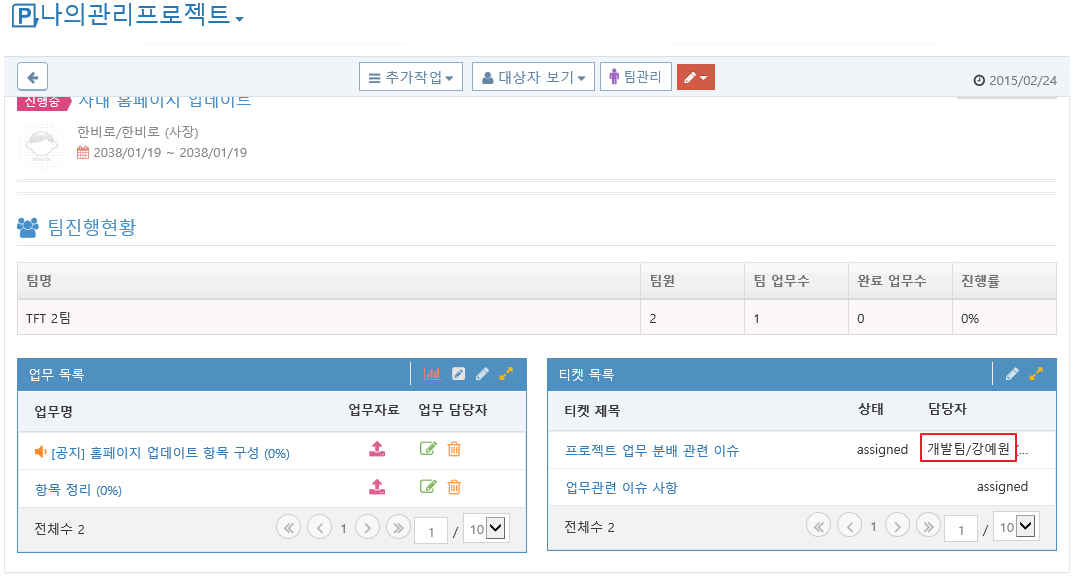 나의관리프로젝트
추가작업 대상자 보기 팀관리 2015/02/24
진행중 사내 홈페이지 업데이트
한비로/한비로 (사장)
2038/01/19 ~ 2038/01/19
팀진행현황
팀명 팀원 팀 업무수 완료 업무수 진행률
TFT 2팀 2 1 0 0%
업무 목록
업무명 업무자료 업무 담당자
[공지] 홈페이지 업데이트 항목 구성 (0%)
항목 정리 (0%)
전체수 2 1 1 / 10
티켓 목록
티켓 제목 상태 담당자
프로젝트 업무 분배 관련 이슈 assigned 개발팀/강예원 (...
업무관련 이슈 사항 assigned
전체수 2 1 1 / 10